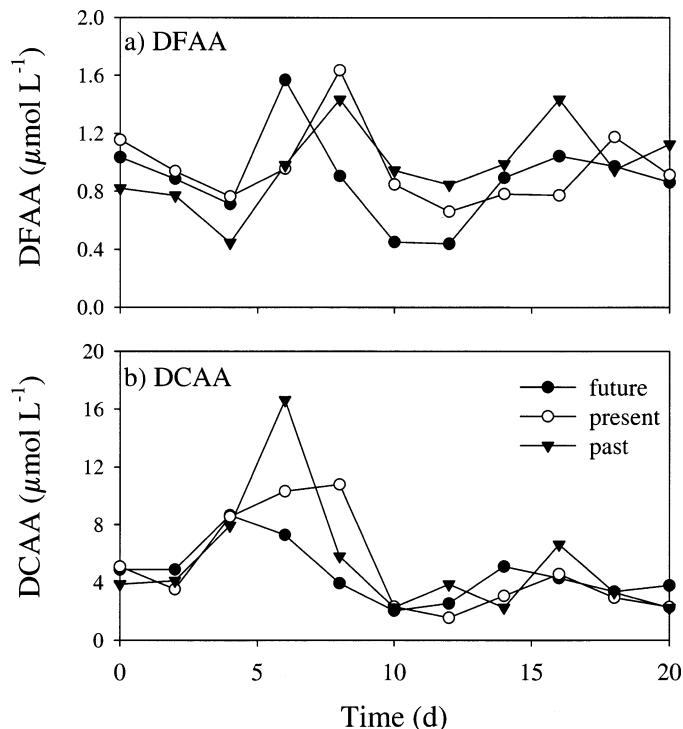 a) DFAA
DFAA (µmol L⁻¹)
2.0
1.6
1.2
0.8
0.4
0.0
b) DCAA
DCAA (µmol L⁻¹)
20
16
12
8
4
0
future
present
past
0 5 10 15 20
Time (d)